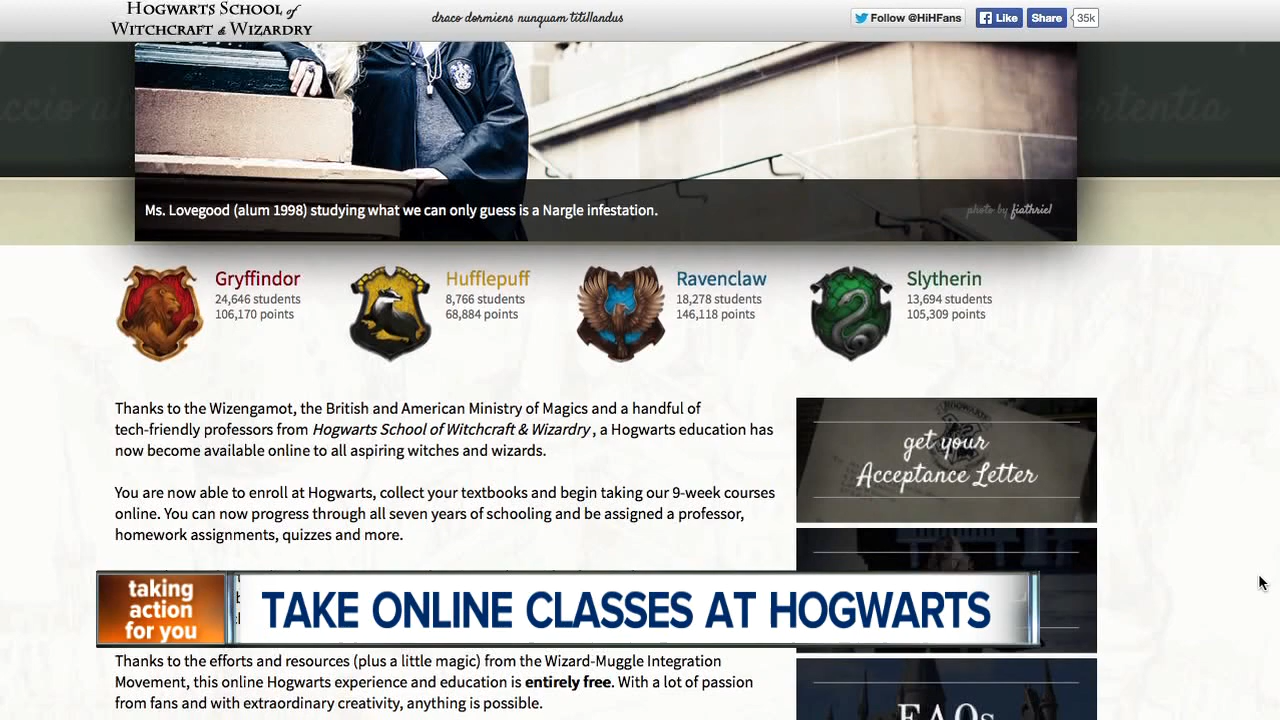 HOGWARTS SCHOOL of
WITCHCRAFT & WIZARDRY
draco dormiens nunquam titillandus
Follow @HiHFans
Like
Share
35k
Ms. Lovegood (alum 1998) studying what we can only guess is a Nargle infestation.
photo by fiathriel
Gryffindor
24,646 students
106,170 points
Hufflepuff
8,766 students
68,884 points
Ravenclaw
18,278 students
146,118 points
Slytherin
13,694 students
105,309 points
Thanks to the Wizengamot, the British and American Ministry of Magics and a handful of
tech-friendly professors from Hogwarts School of Witchcraft & Wizardry , a Hogwarts education has
now become available online to all aspiring witches and wizards.
You are now able to enroll at Hogwarts, collect your textbooks and begin taking our 9-week courses
online. You can now progress through all seven years of schooling and be assigned a professor,
homework assignments, quizzes and more.
get your
Acceptance Letter
HOGWARTS
taking
action
for you
TAKE ONLINE CLASSES AT HOGWARTS
Thanks to the efforts and resources (plus a little magic) from the Wizard-Muggle Integration
Movement, this online Hogwarts experience and education is entirely free. With a lot of passion
from fans and with extraordinary creativity, anything is possible.
FAQs